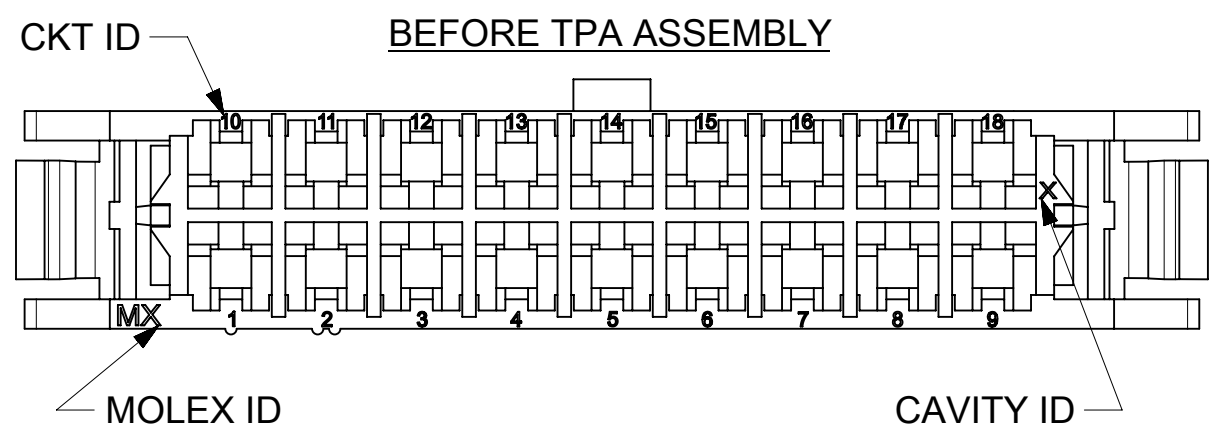 CKT ID
BEFORE TPA ASSEMBLY
10 11 12 13 14 15 16 17 18
X
MX
1 2 3 4 5 6 7 8 9
MOLEX ID
CAVITY ID